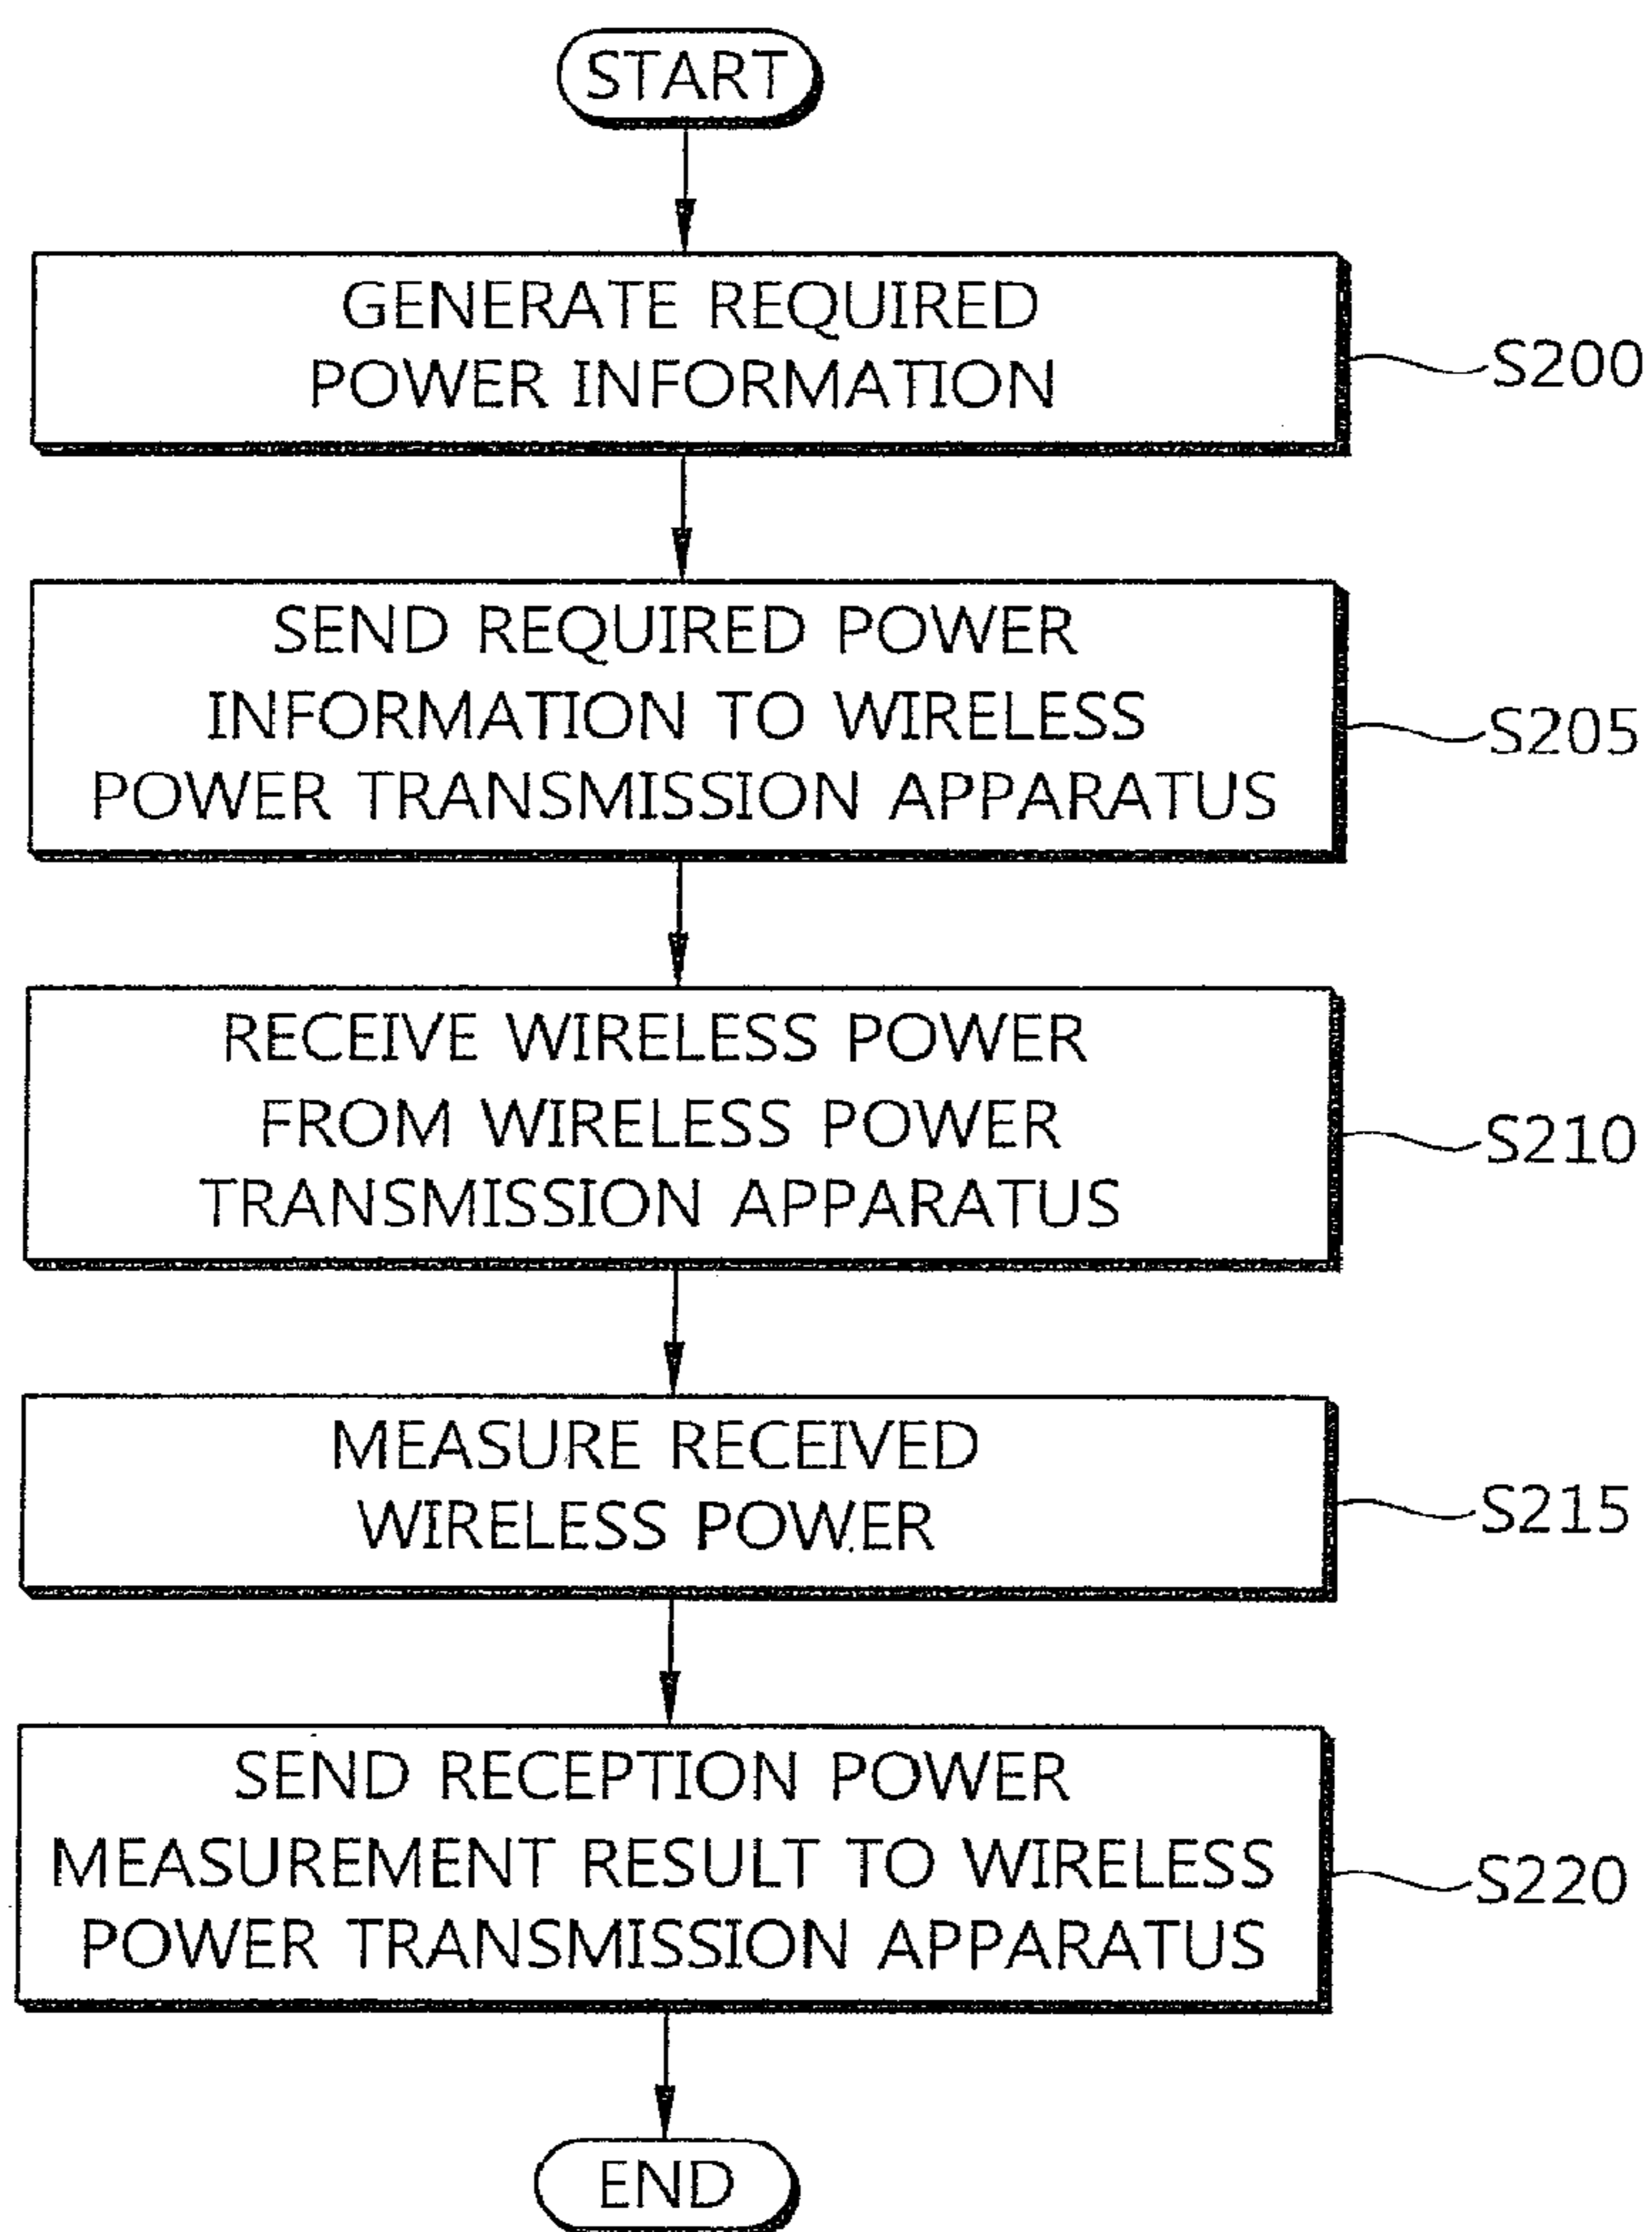 START
GENERATE REQUIRED
POWER INFORMATION
S200
SEND REQUIRED POWER
INFORMATION TO WIRELESS
POWER TRANSMISSION APPARATUS
S205
RECEIVE WIRELESS POWER
FROM WIRELESS POWER
TRANSMISSION APPARATUS
S210
MEASURE RECEIVED
WIRELESS POWER
S215
SEND RECEPTION POWER
MEASUREMENT RESULT TO WIRELESS
POWER TRANSMISSION APPARATUS
S220
END